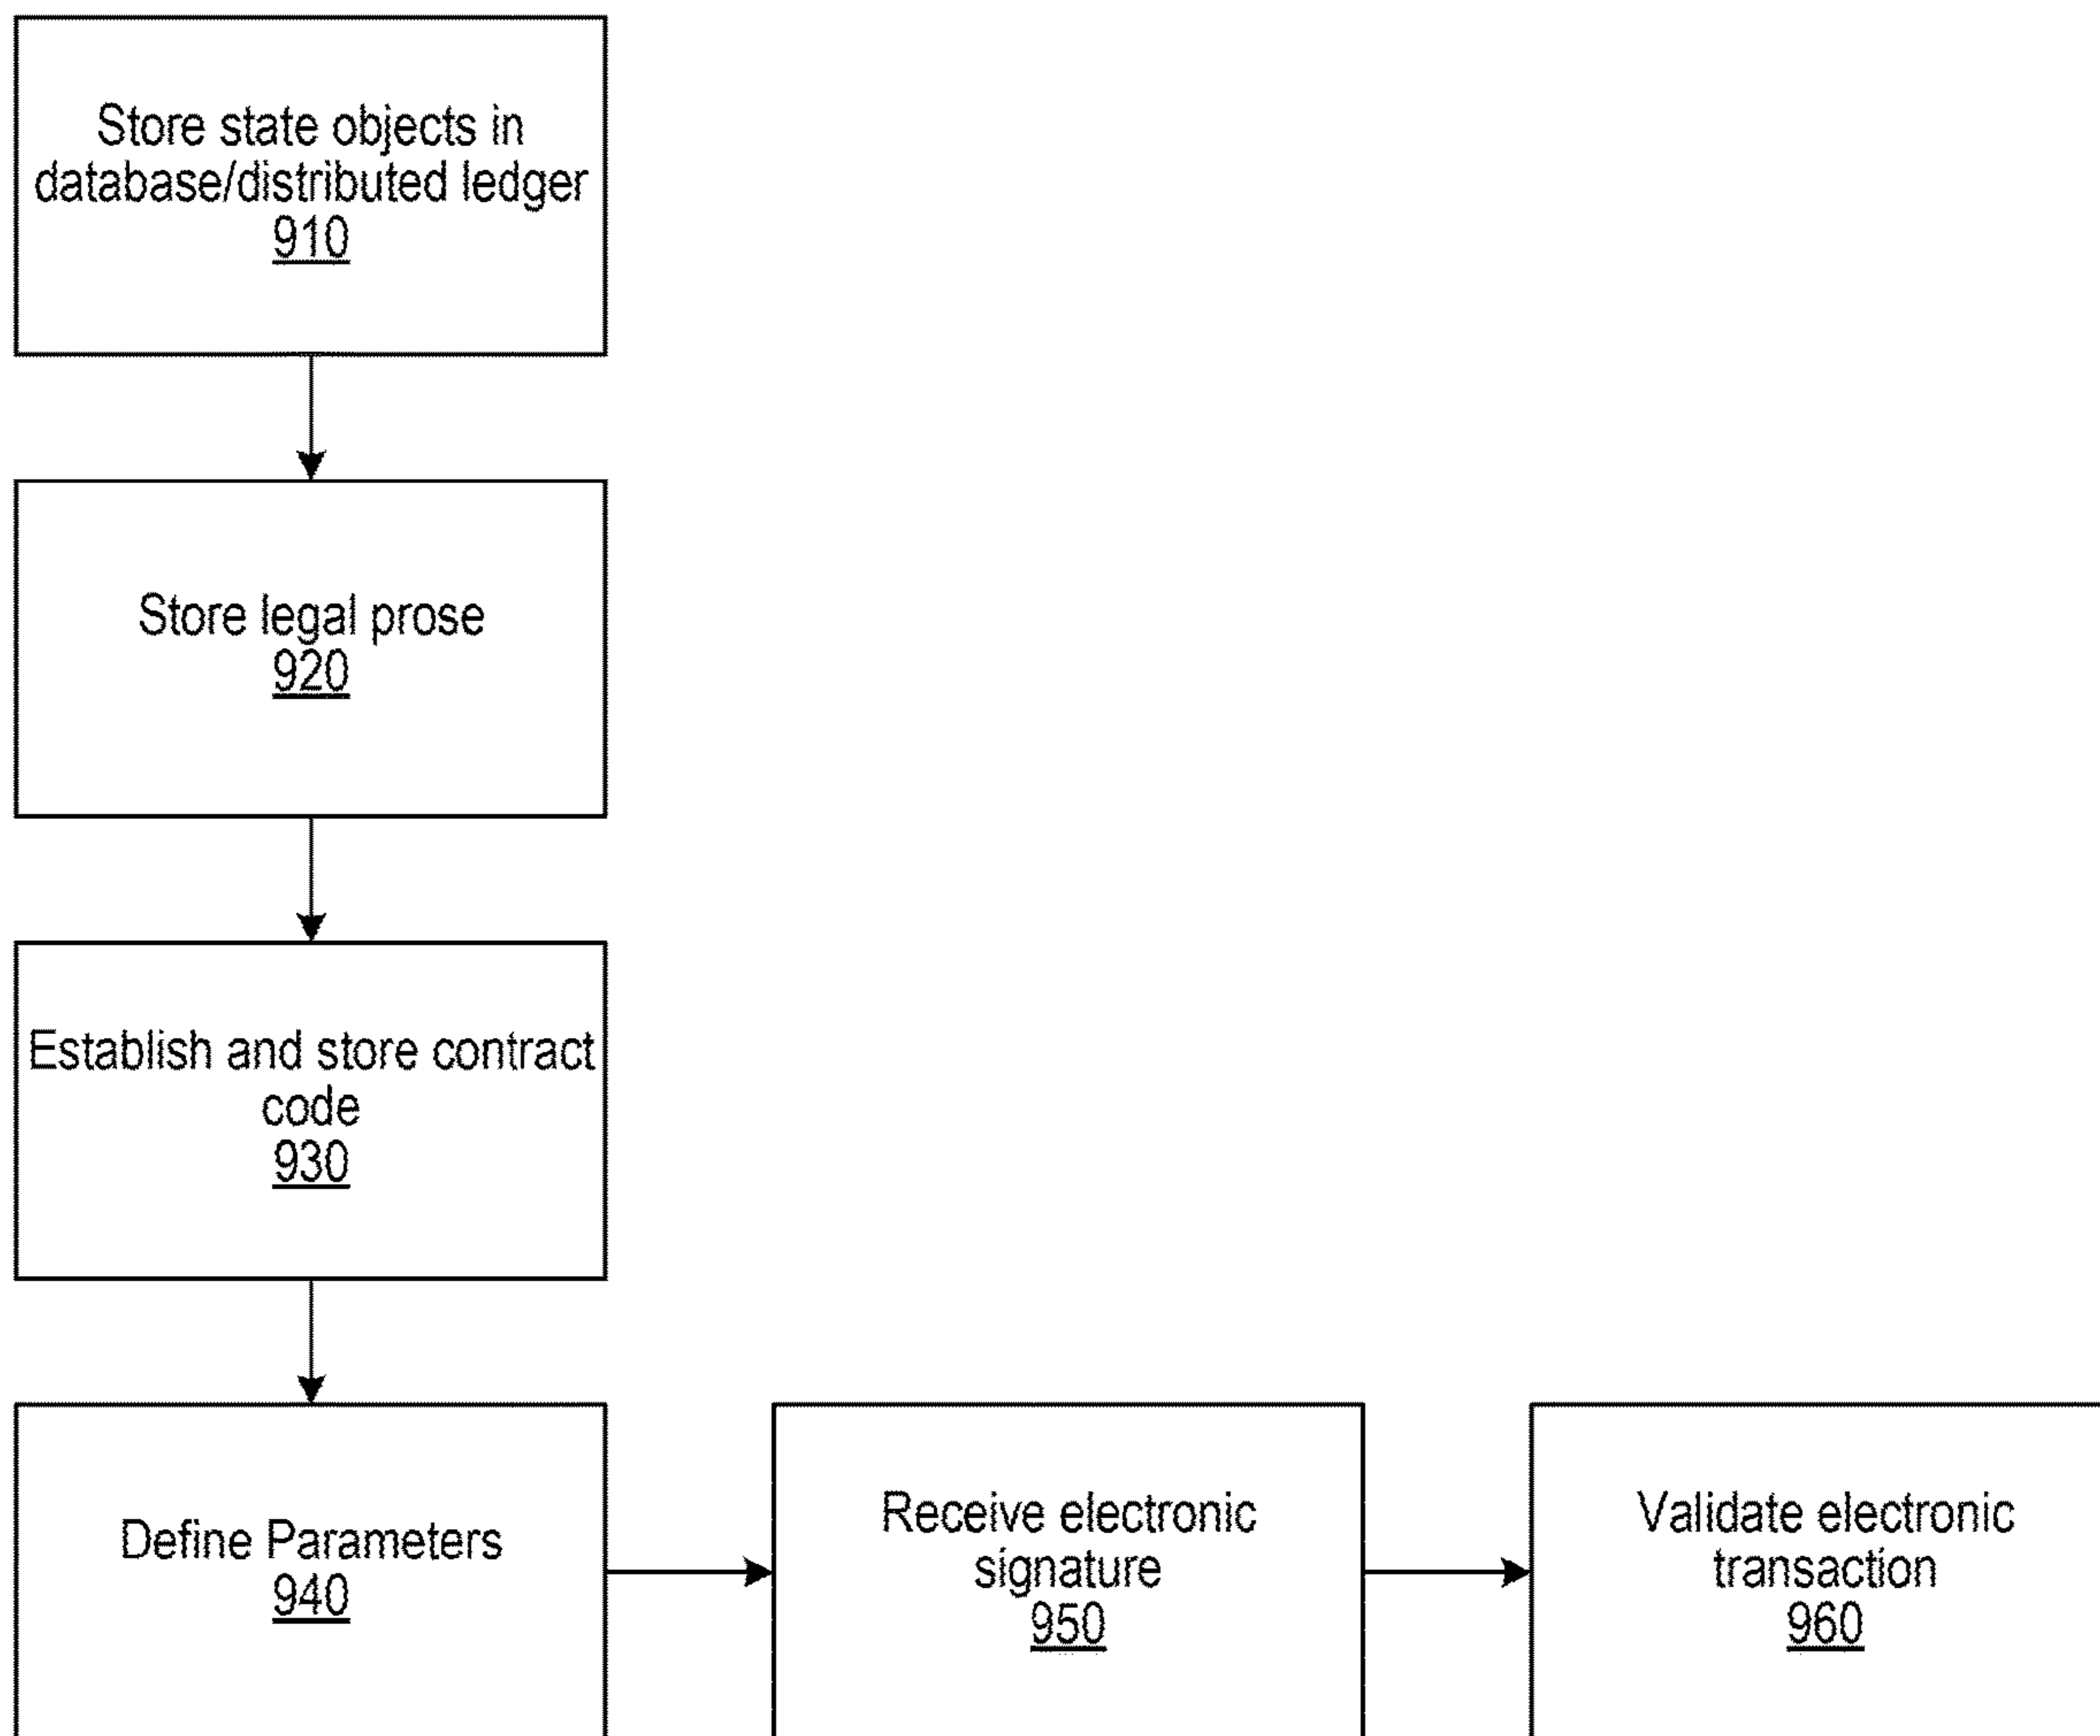 Store state objects in
database/distributed ledger
910
Store legal prose
920
Establish and store contract
code
930
Define Parameters
940
Receive electronic
signature
950
Validate electronic
transaction
960